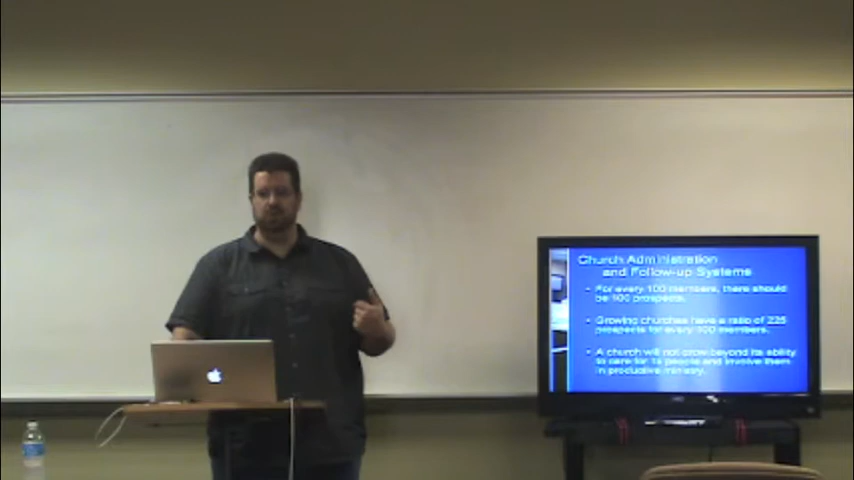 Church Administration
and Follow-up Systems
• For every 100 members, there should
be 100 prospects.
• Growing churches have a ratio of 225
prospects for every 100 members.
• A church will not grow beyond its ability
to care for its people and involve them
in productive ministry.